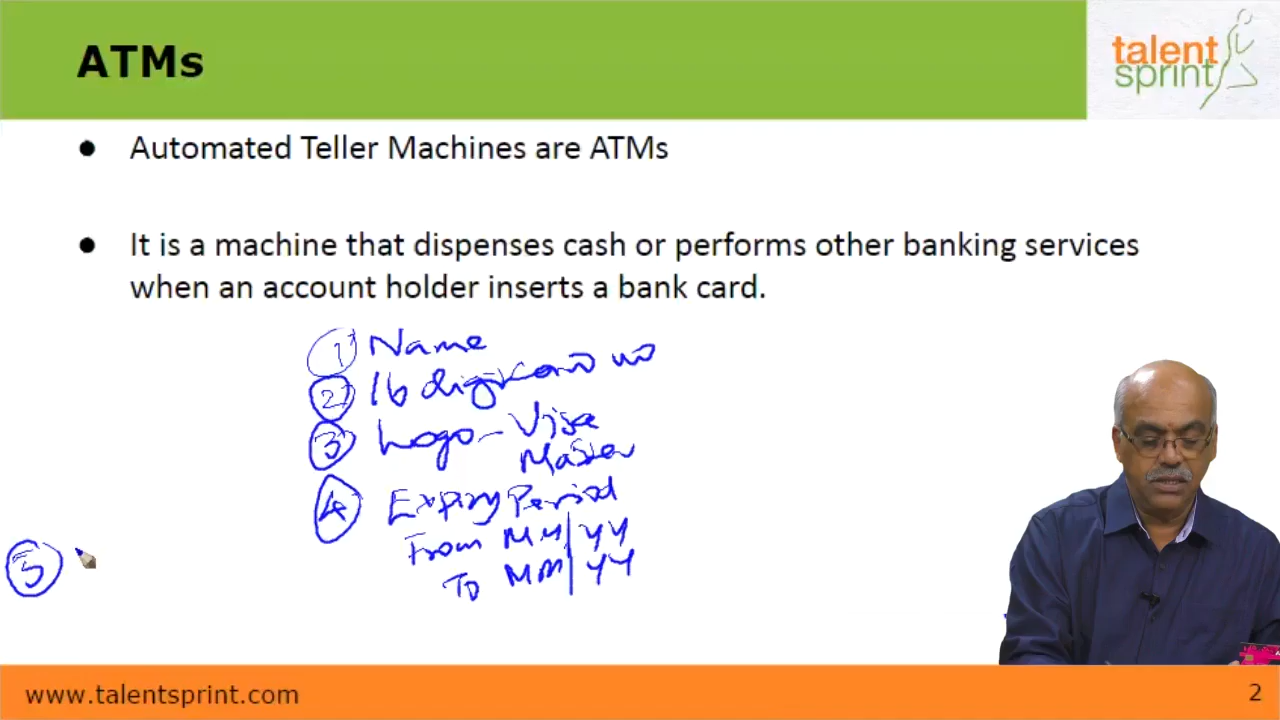 ATMs
talent
sprint
● Automated Teller Machines are ATMs
● It is a machine that dispenses cash or performs other banking services
when an account holder inserts a bank card.
1 Name
2 16 digit card no
3 Logo - Visa
Master
4 Expiry Period
From MM/YY
To MM/YY
5
www.talentsprint.com
2